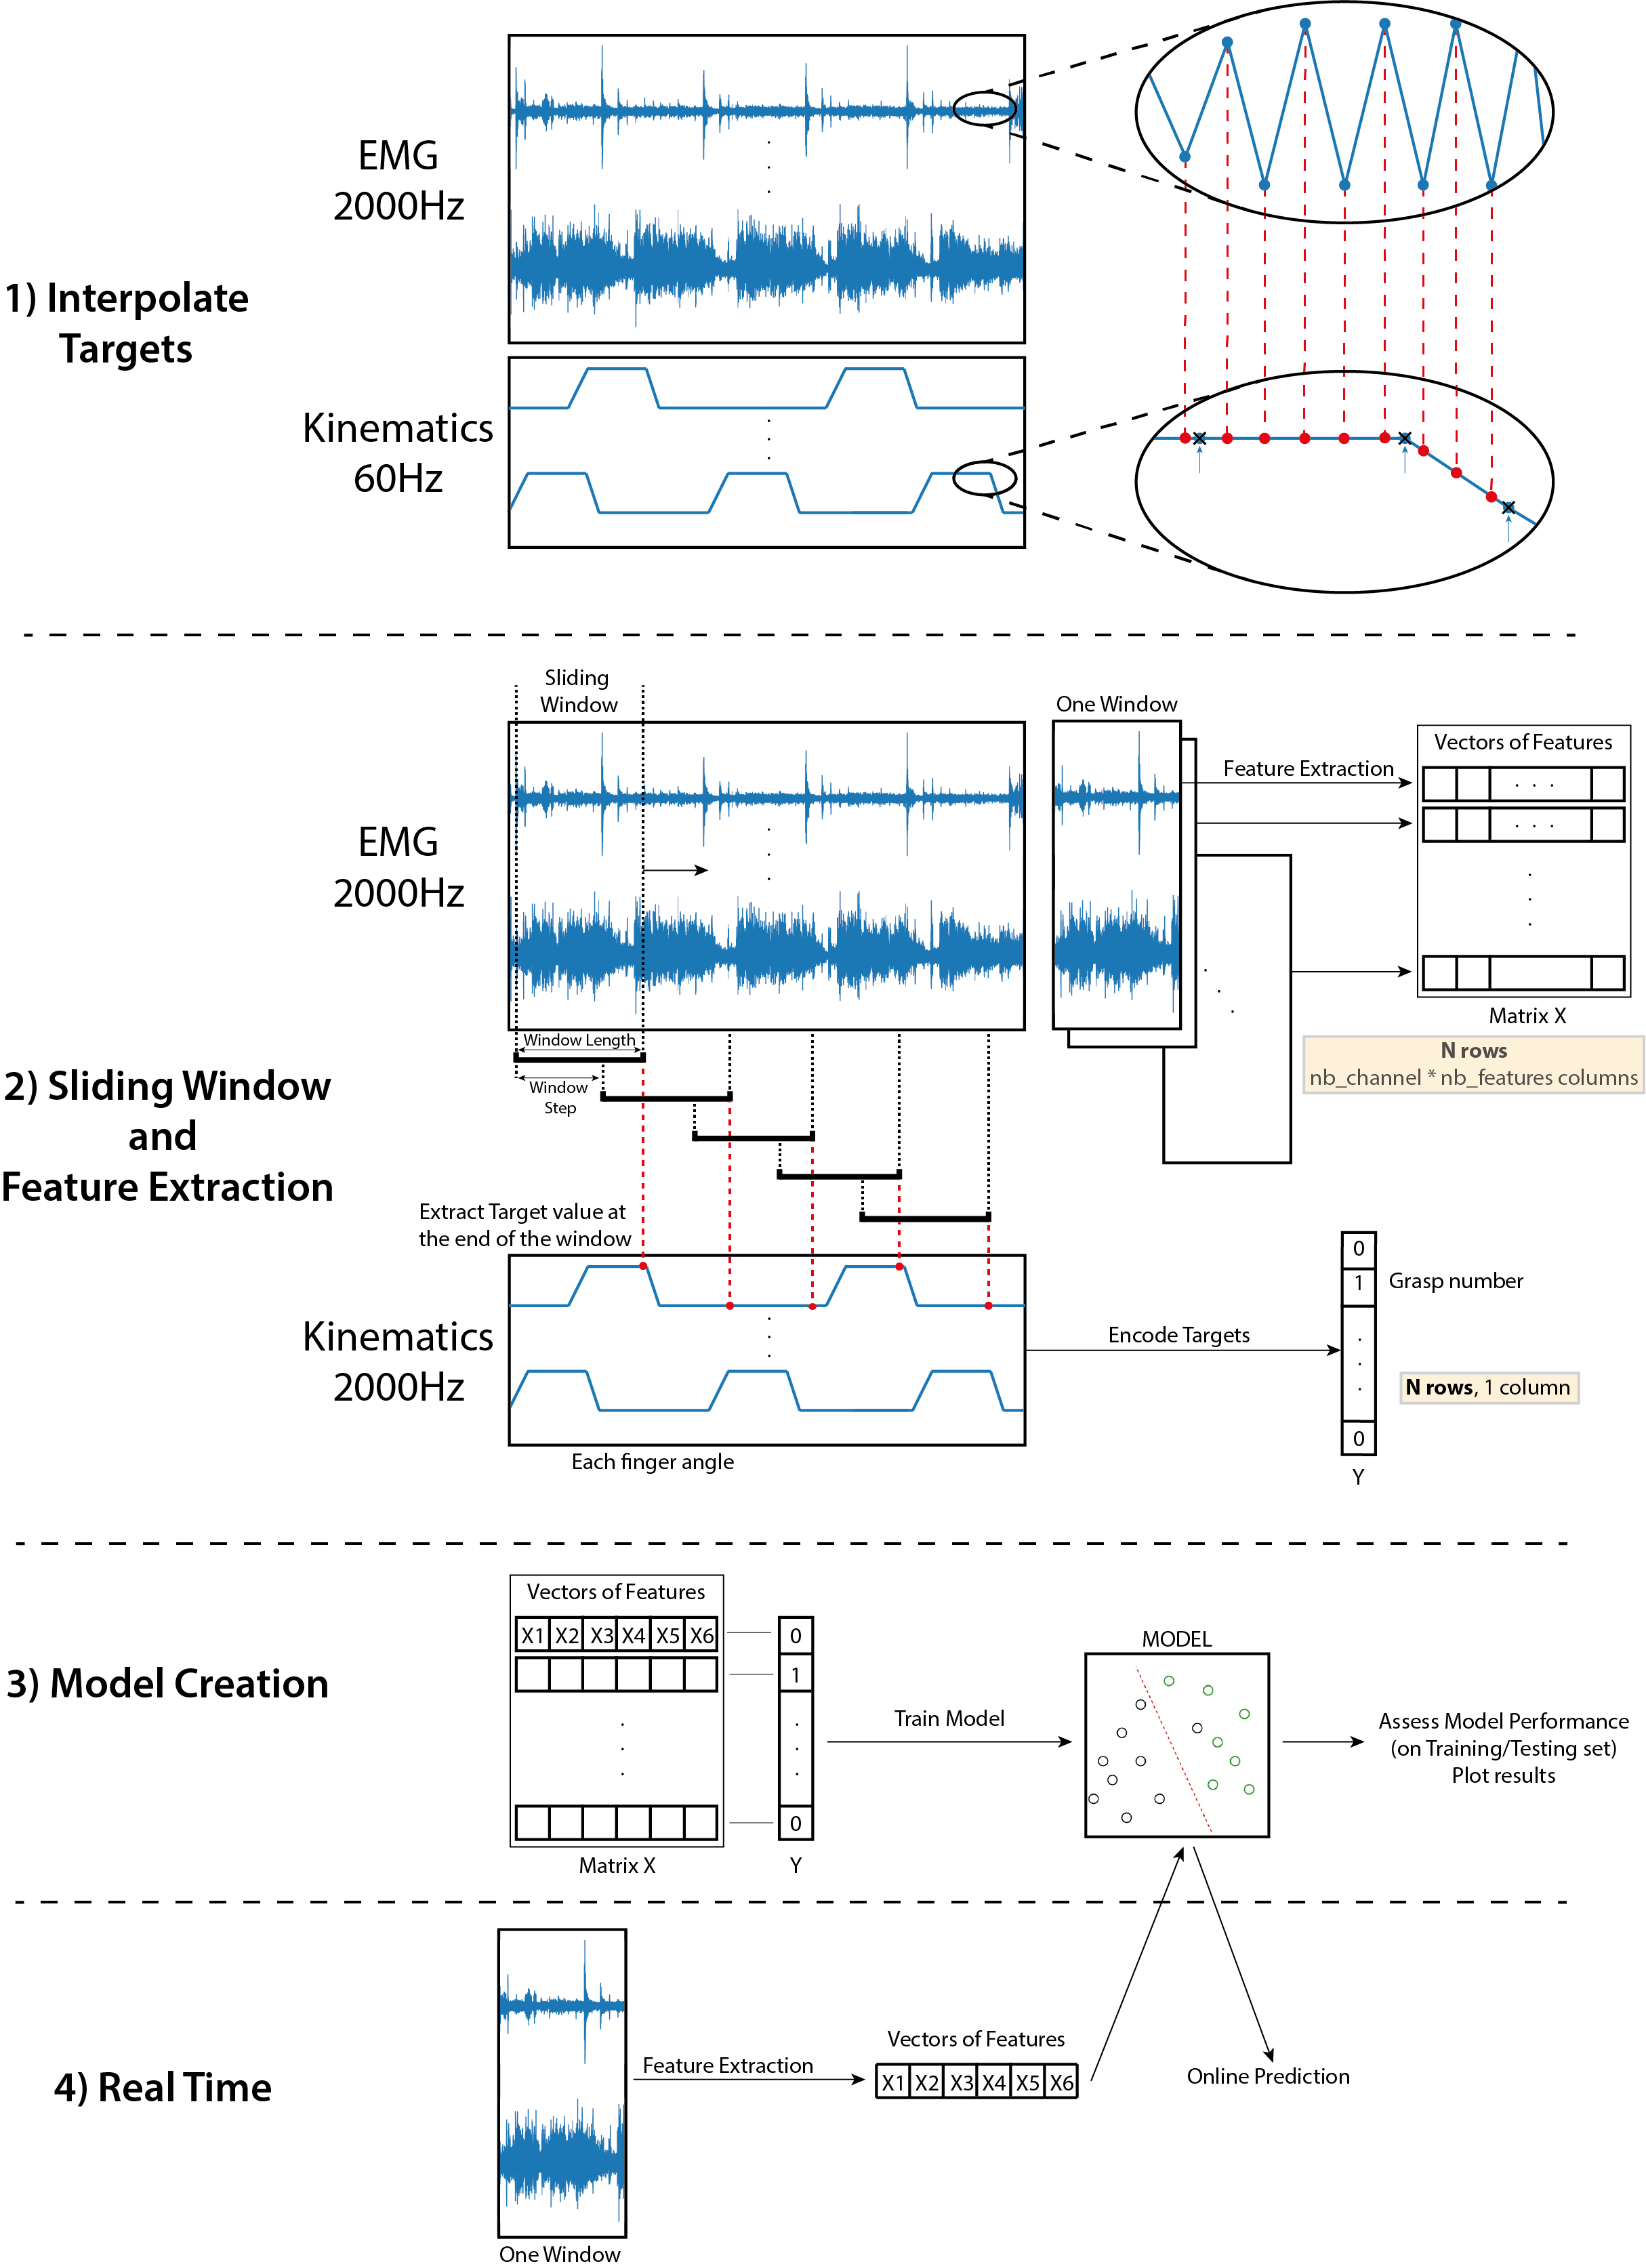 EMG
2000Hz
1) Interpolate
Targets
Kinematics
60Hz
Sliding
Window
One Window
Vectors of Features
Feature Extraction
EMG
2000Hz
Matrix X
N rows
nb_channel * nb_features columns
Window Length
Window
Step
2) Sliding Window
and
Feature Extraction
Extract Target value at
the end of the window
0
1
Grasp number
Encode Targets
Kinematics
2000Hz
N rows, 1 column
0
Each finger angle
Y
Vectors of Features
X1 X2 X3 X4 X5 X6
0
1
MODEL
3) Model Creation
Train Model
Assess Model Performance
(on Training/Testing set)
Plot results
0
Matrix X
Y
Vectors of Features
Feature Extraction
X1 X2 X3 X4 X5 X6
Online Prediction
4) Real Time
One Window